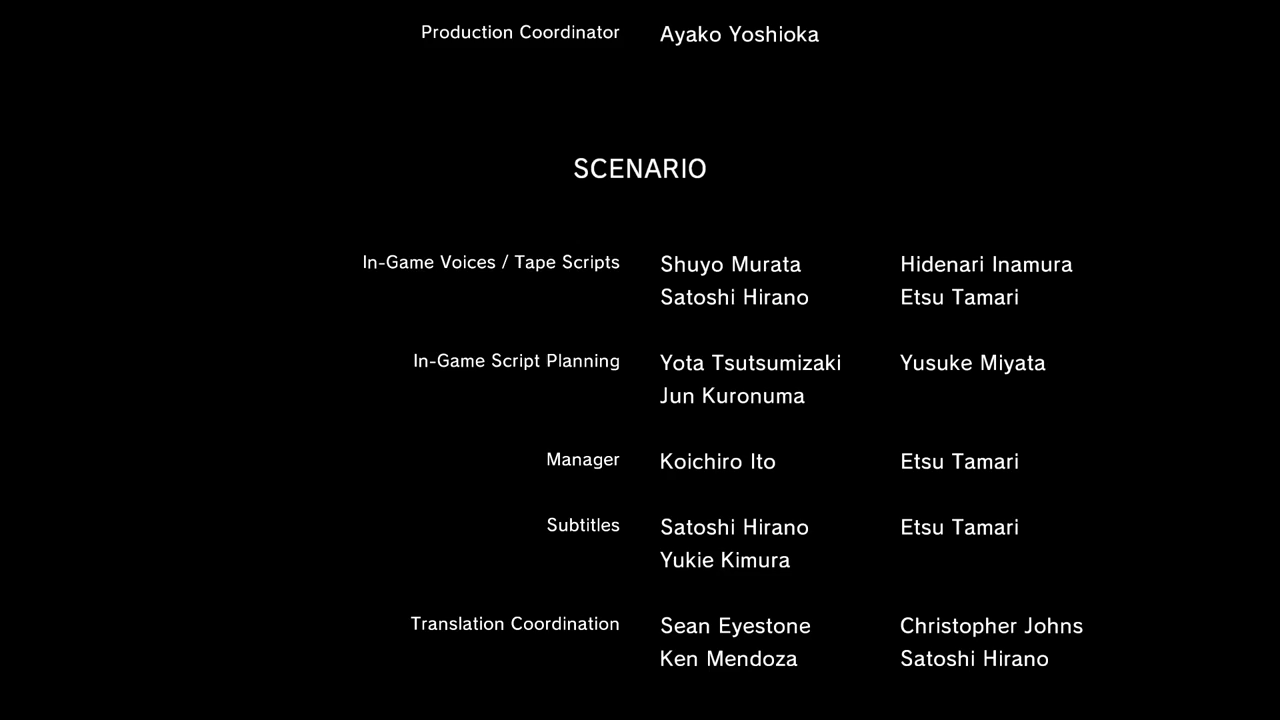 Production Coordinator Ayako Yoshioka
SCENARIO
In-Game Voices / Tape Scripts Shuyo Murata Hidenari Inamura
Satoshi Hirano Etsu Tamari
In-Game Script Planning Yota Tsutsumizaki Yusuke Miyata
Jun Kuronuma
Manager Koichiro Ito Etsu Tamari
Subtitles Satoshi Hirano Etsu Tamari
Yukie Kimura
Translation Coordination Sean Eyestone Christopher Johns
Ken Mendoza Satoshi Hirano